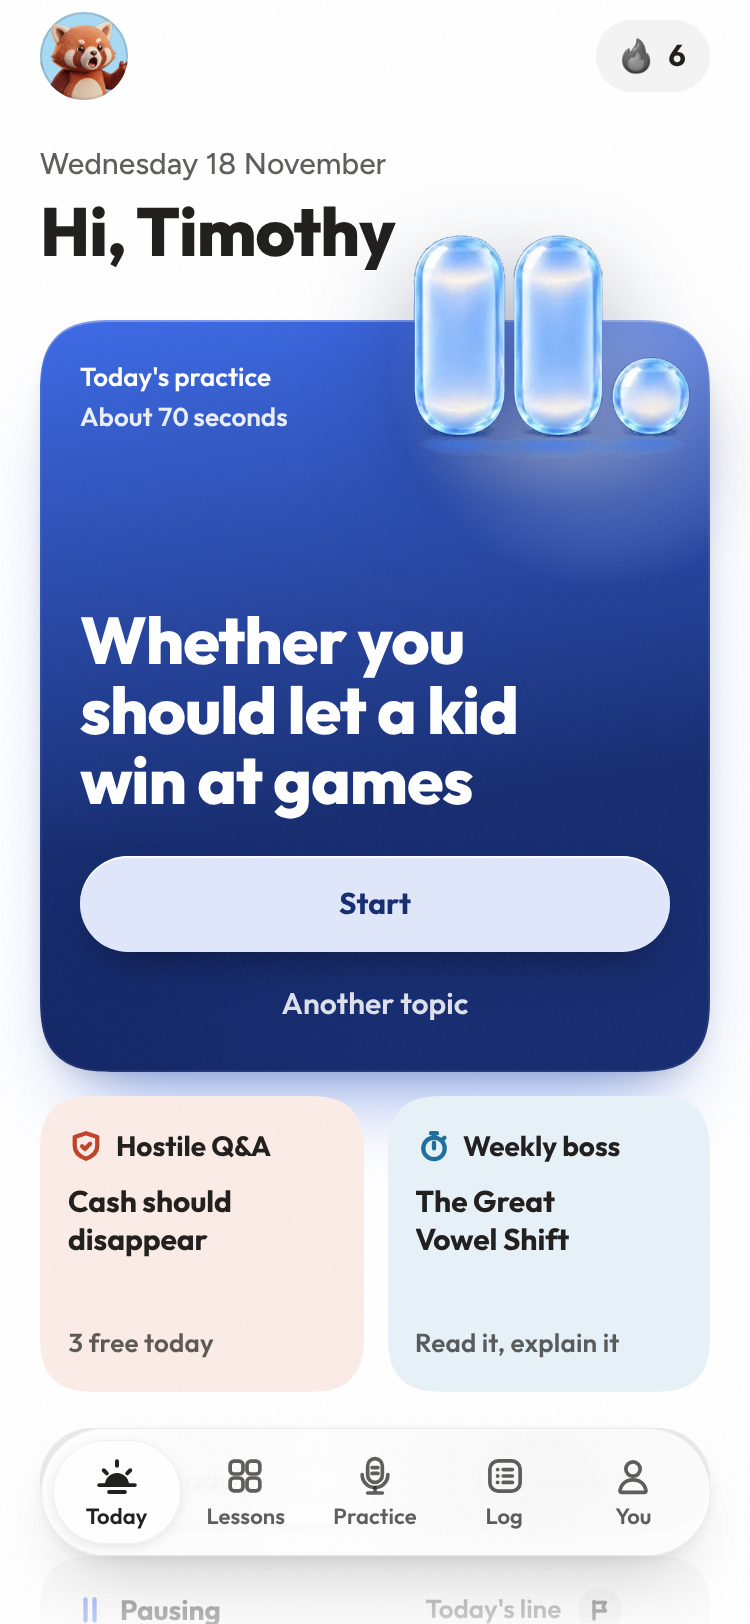 6
Wednesday 18 November
Hi, Timothy
Today's practice
About 70 seconds
Whether you
should let a kid
win at games
Start
Another topic
Hostile Q&A
Cash should
disappear
3 free today
Weekly boss
The Great
Vowel Shift
Read it, explain it
Today
Lessons
Practice
Log
You
Pausing
Today's line